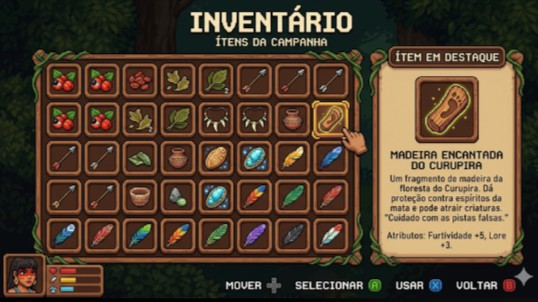 INVENTÁRIO
ÍTENS DA CAMPANHA
ÍTEM EM DESTAQUE
MADEIRA ENCANTADA
DO CURUPIRA
Um fragmento de madeira da
floresta do Curupira. Dá
proteção contra espíritos da
mata e pode atrair criaturas.
"Cuidado com as pistas falsas."
Atributos: Furtividade +5, Lore
+3.
2
MOVER SELECIONAR A USAR X VOLTAR B